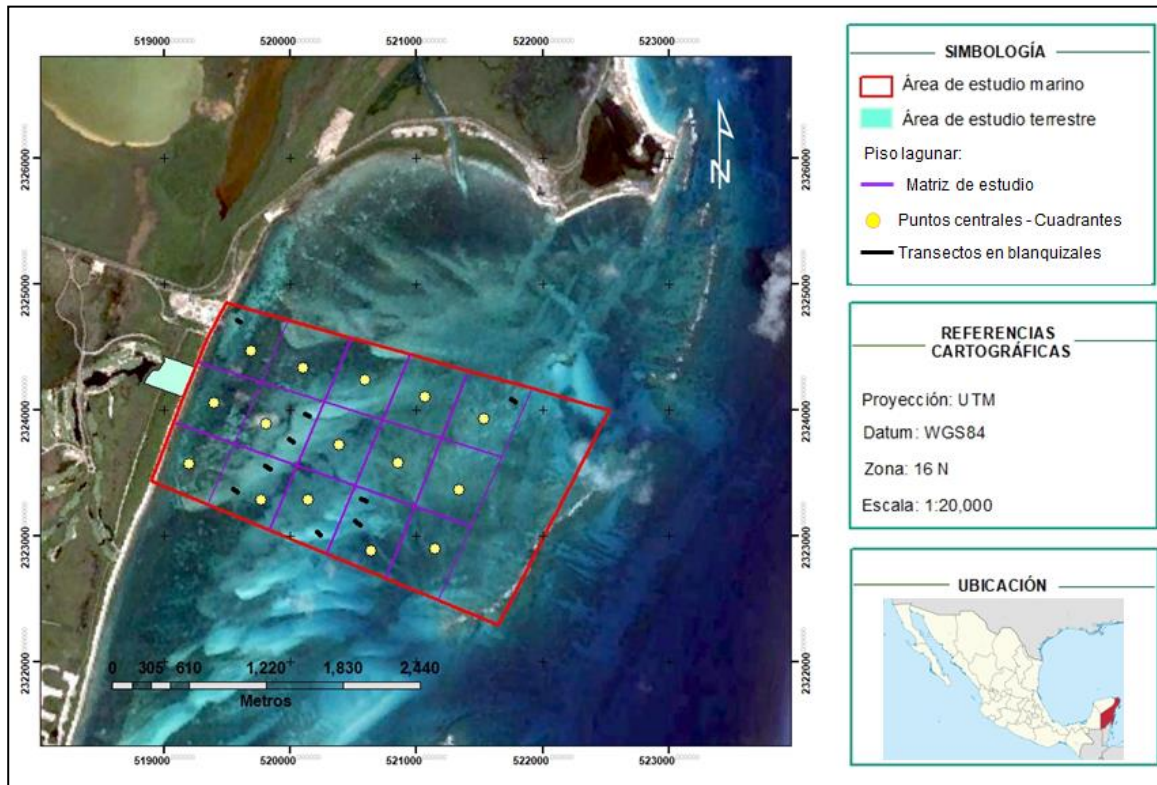 519000 520000 521000 522000 523000
2326000 2326000
2325000 2325000
2324000 2324000
2323000 2323000
2322000 2322000
N
0 305 610 1,220 1,830 2,440
Metros
519000 520000 521000 522000 523000
SIMBOLOGÍA
Área de estudio marino
Área de estudio terrestre
Piso lagunar:
Matriz de estudio
Puntos centrales - Cuadrantes
Transectos en blanquizales
REFERENCIAS
CARTOGRÁFICAS
Proyección: UTM
Datum: WGS84
Zona: 16 N
Escala: 1:20,000
UBICACIÓN